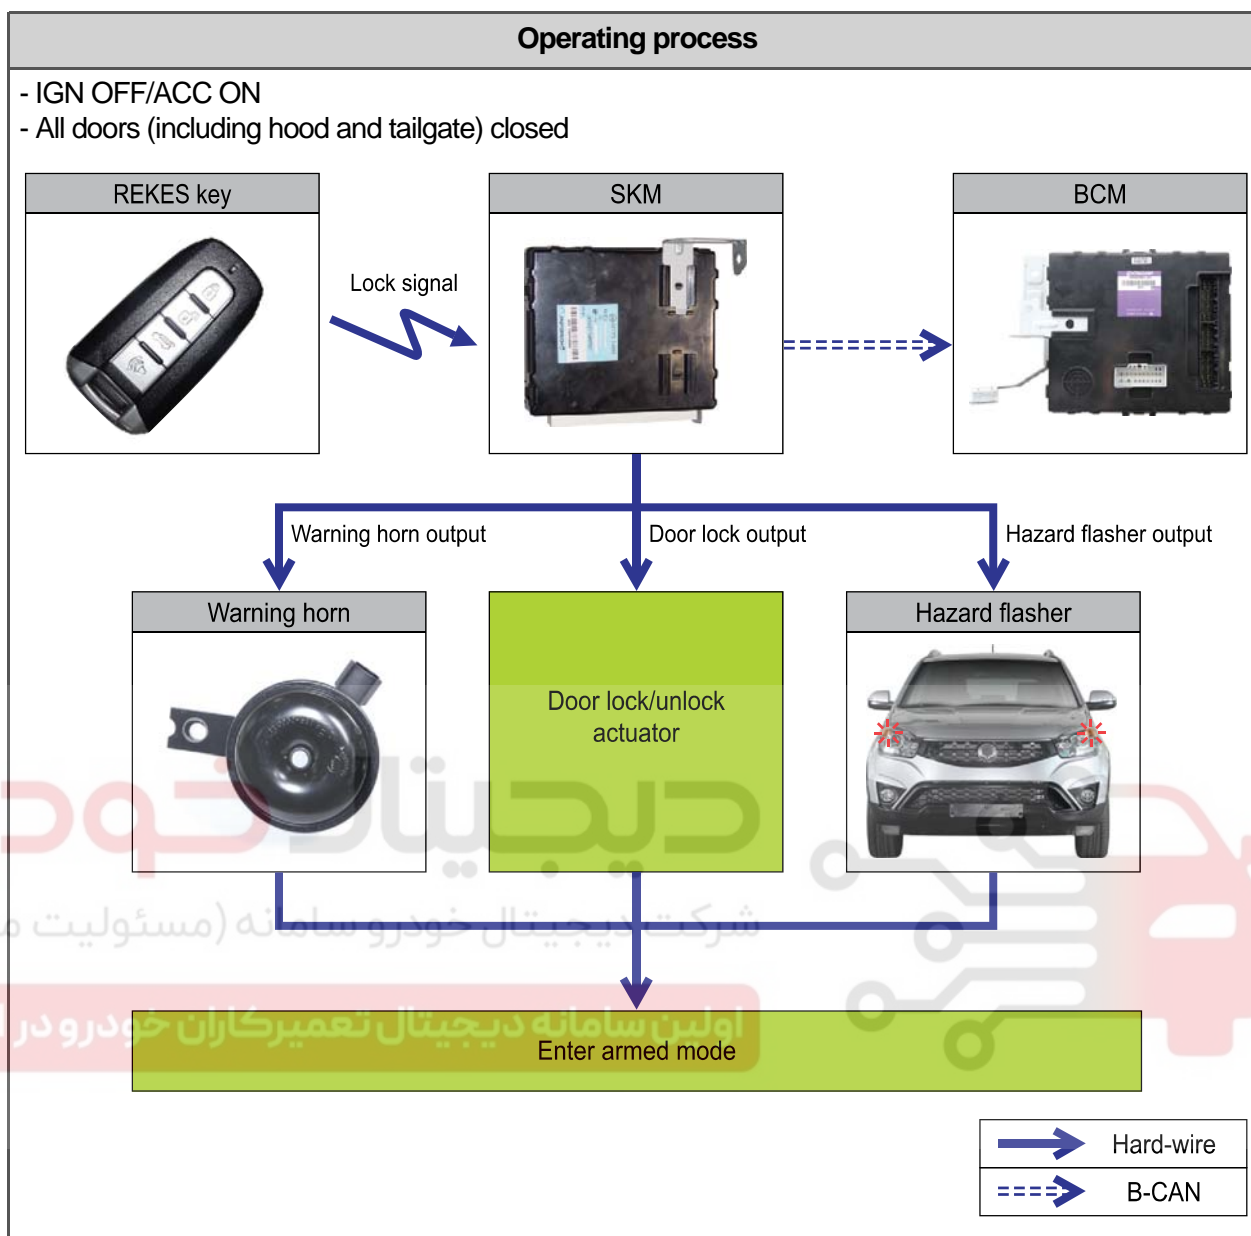 Operating process
- IGN OFF/ACC ON
- All doors (including hood and tailgate) closed
REKES key
SKM
BCM
Lock signal
Warning horn output
Door lock output
Hazard flasher output
Warning horn
Door lock/unlock
actuator
Hazard flasher
دیجیتال خودر
شرکت دیجیتال خودرو سامانه (مسئولیت م
اولین سامانه دیجیتال تعمیرکاران خودرو در ا
Enter armed mode
Hard-wire
B-CAN